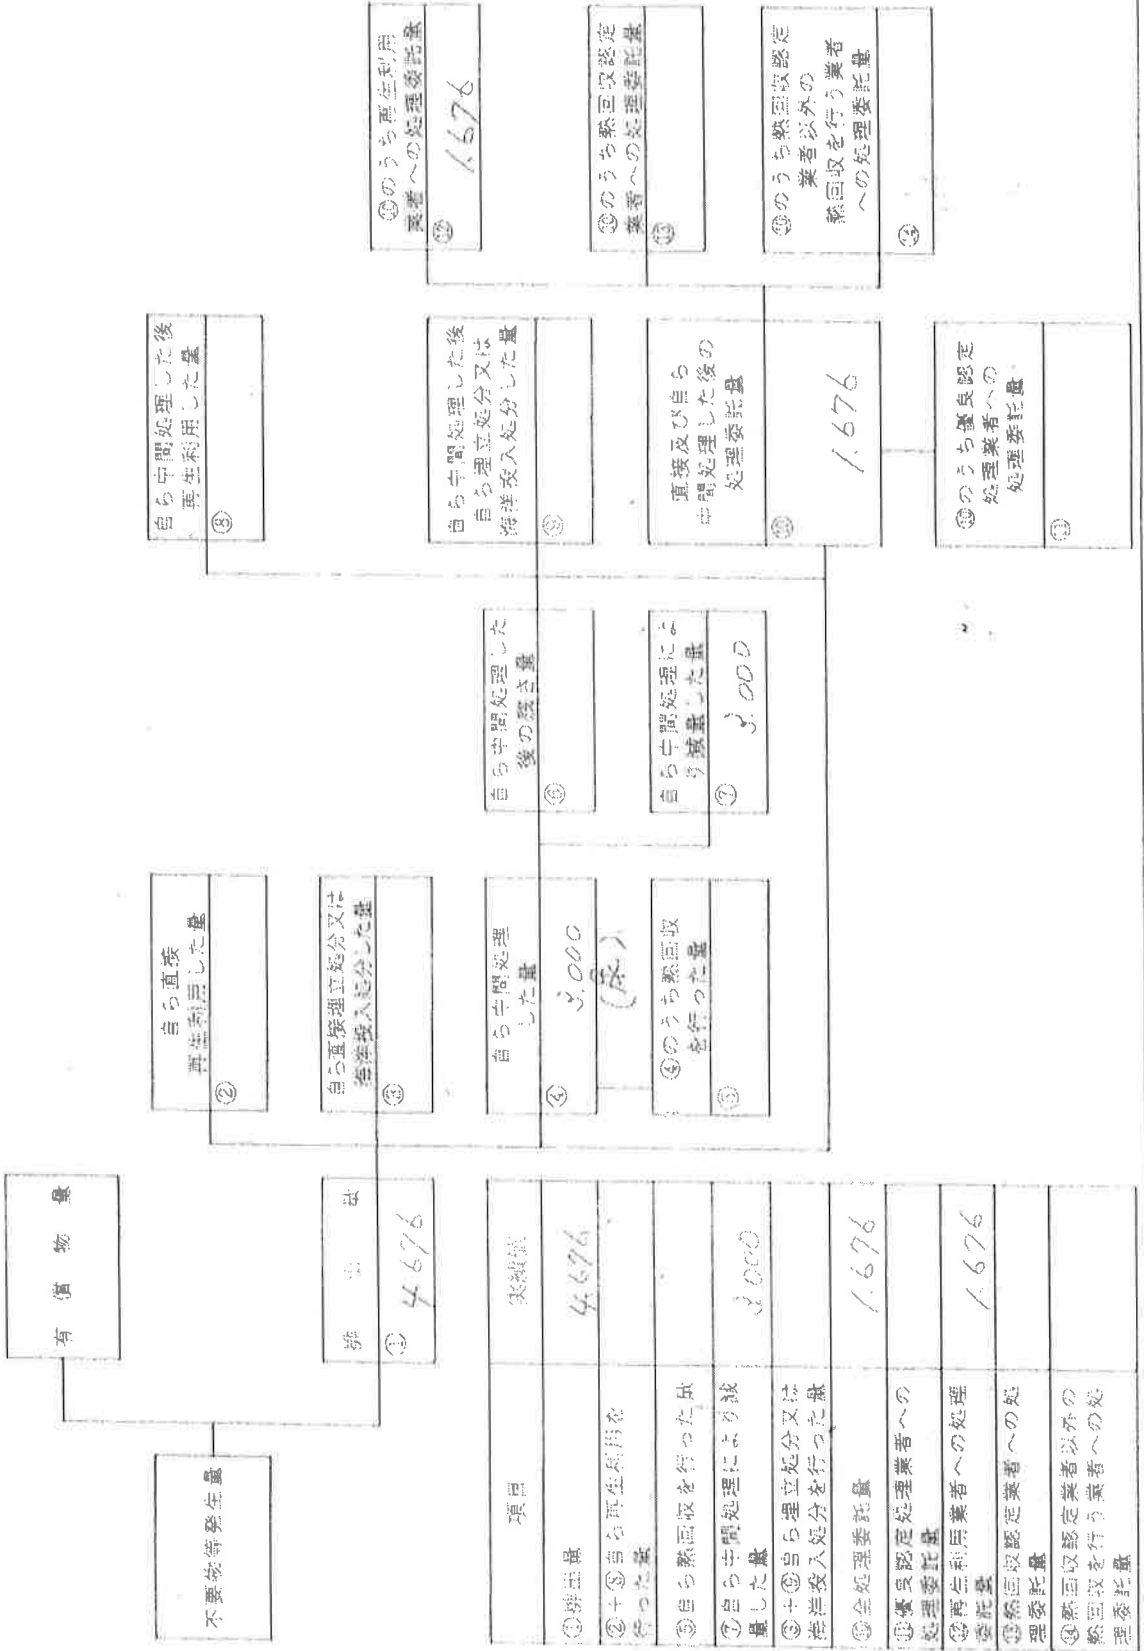 有償物量
不要物等発生量
排出量
① 4.676
自ら直接
再生利用した量
②
自ら直接埋立処分又は
海洋投入処分した量
③
自ら中間処理
した量
④ 3.000
④のうち熱回収
を行った量
⑤
自ら中間処理した
後の残さ量
⑥
自ら中間処理によ
り減量した量
⑦ 3.000
自ら中間処理した後
再生利用した量
⑧
自ら中間処理した後
自ら埋立処分又は
海洋投入処分した量
⑨
直接及び自ら
中間処理した後の
処理委託量
⑩ 1.676
⑩のうち優良認定
処理業者への
処理委託量
⑪
⑩のうち再生利用
業者への処理委託量
⑫ 1.676
⑩のうち熱回収認定
業者への処理委託量
⑬
⑩のうち熱回収認定
業者以外の
熱回収を行う業者
への処理委託量
⑭
項目 実績値
①排出量 4.676
②+⑧自ら再生利用を
行った量
⑤自ら熱回収を行った量
⑦自ら中間処理により減
量した量 3.000
③+⑨自ら埋立処分又は
海洋投入処分を行った量
⑩全処理委託量 1.676
⑪優良認定処理業者への
処理委託量
⑫再生利用業者への処理
委託量 1.676
⑬熱回収認定業者への処
理委託量
⑭熱回収認定業者以外の
熱回収を行う業者への処
理委託量